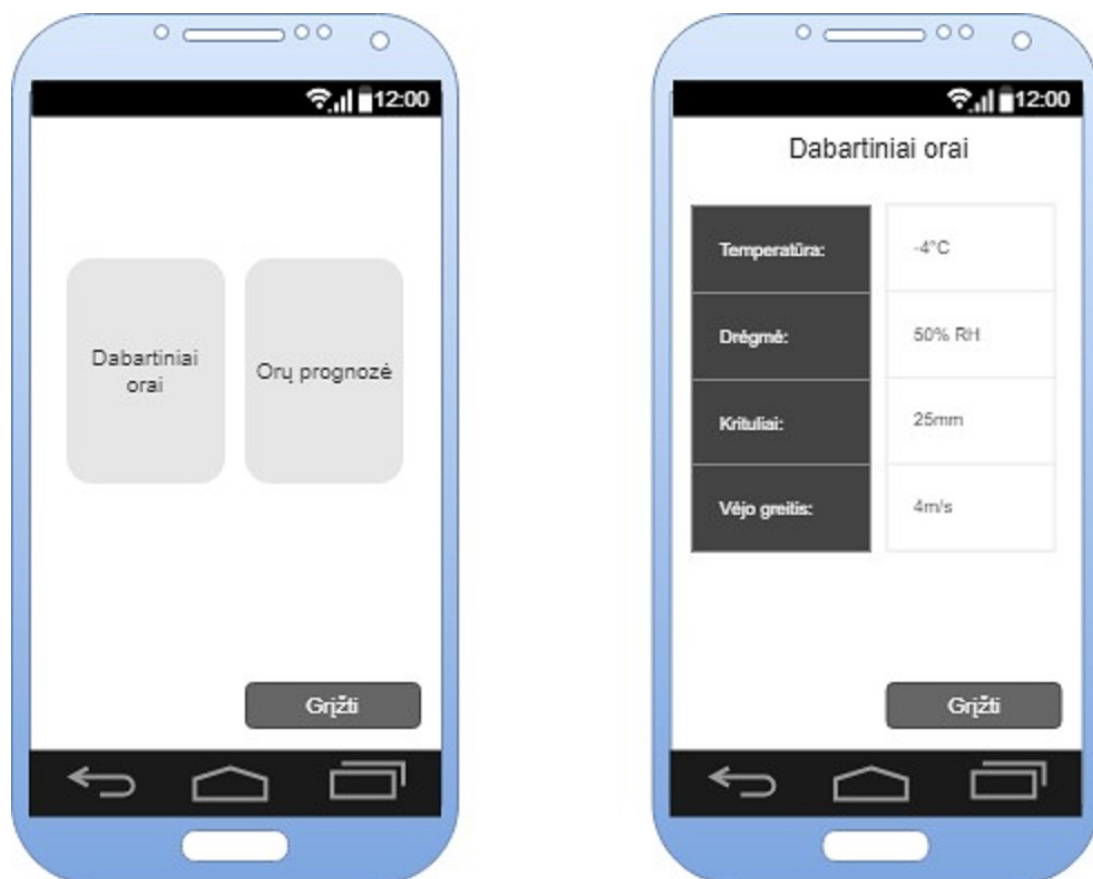 12:00
Dabartiniai
orai
Orų prognozė
Grįžti
12:00
Dabartiniai orai
Temperatūra: -4°C
Drėgmė: 50% RH
Krituliai: 25mm
Vėjo greitis: 4m/s
Grįžti